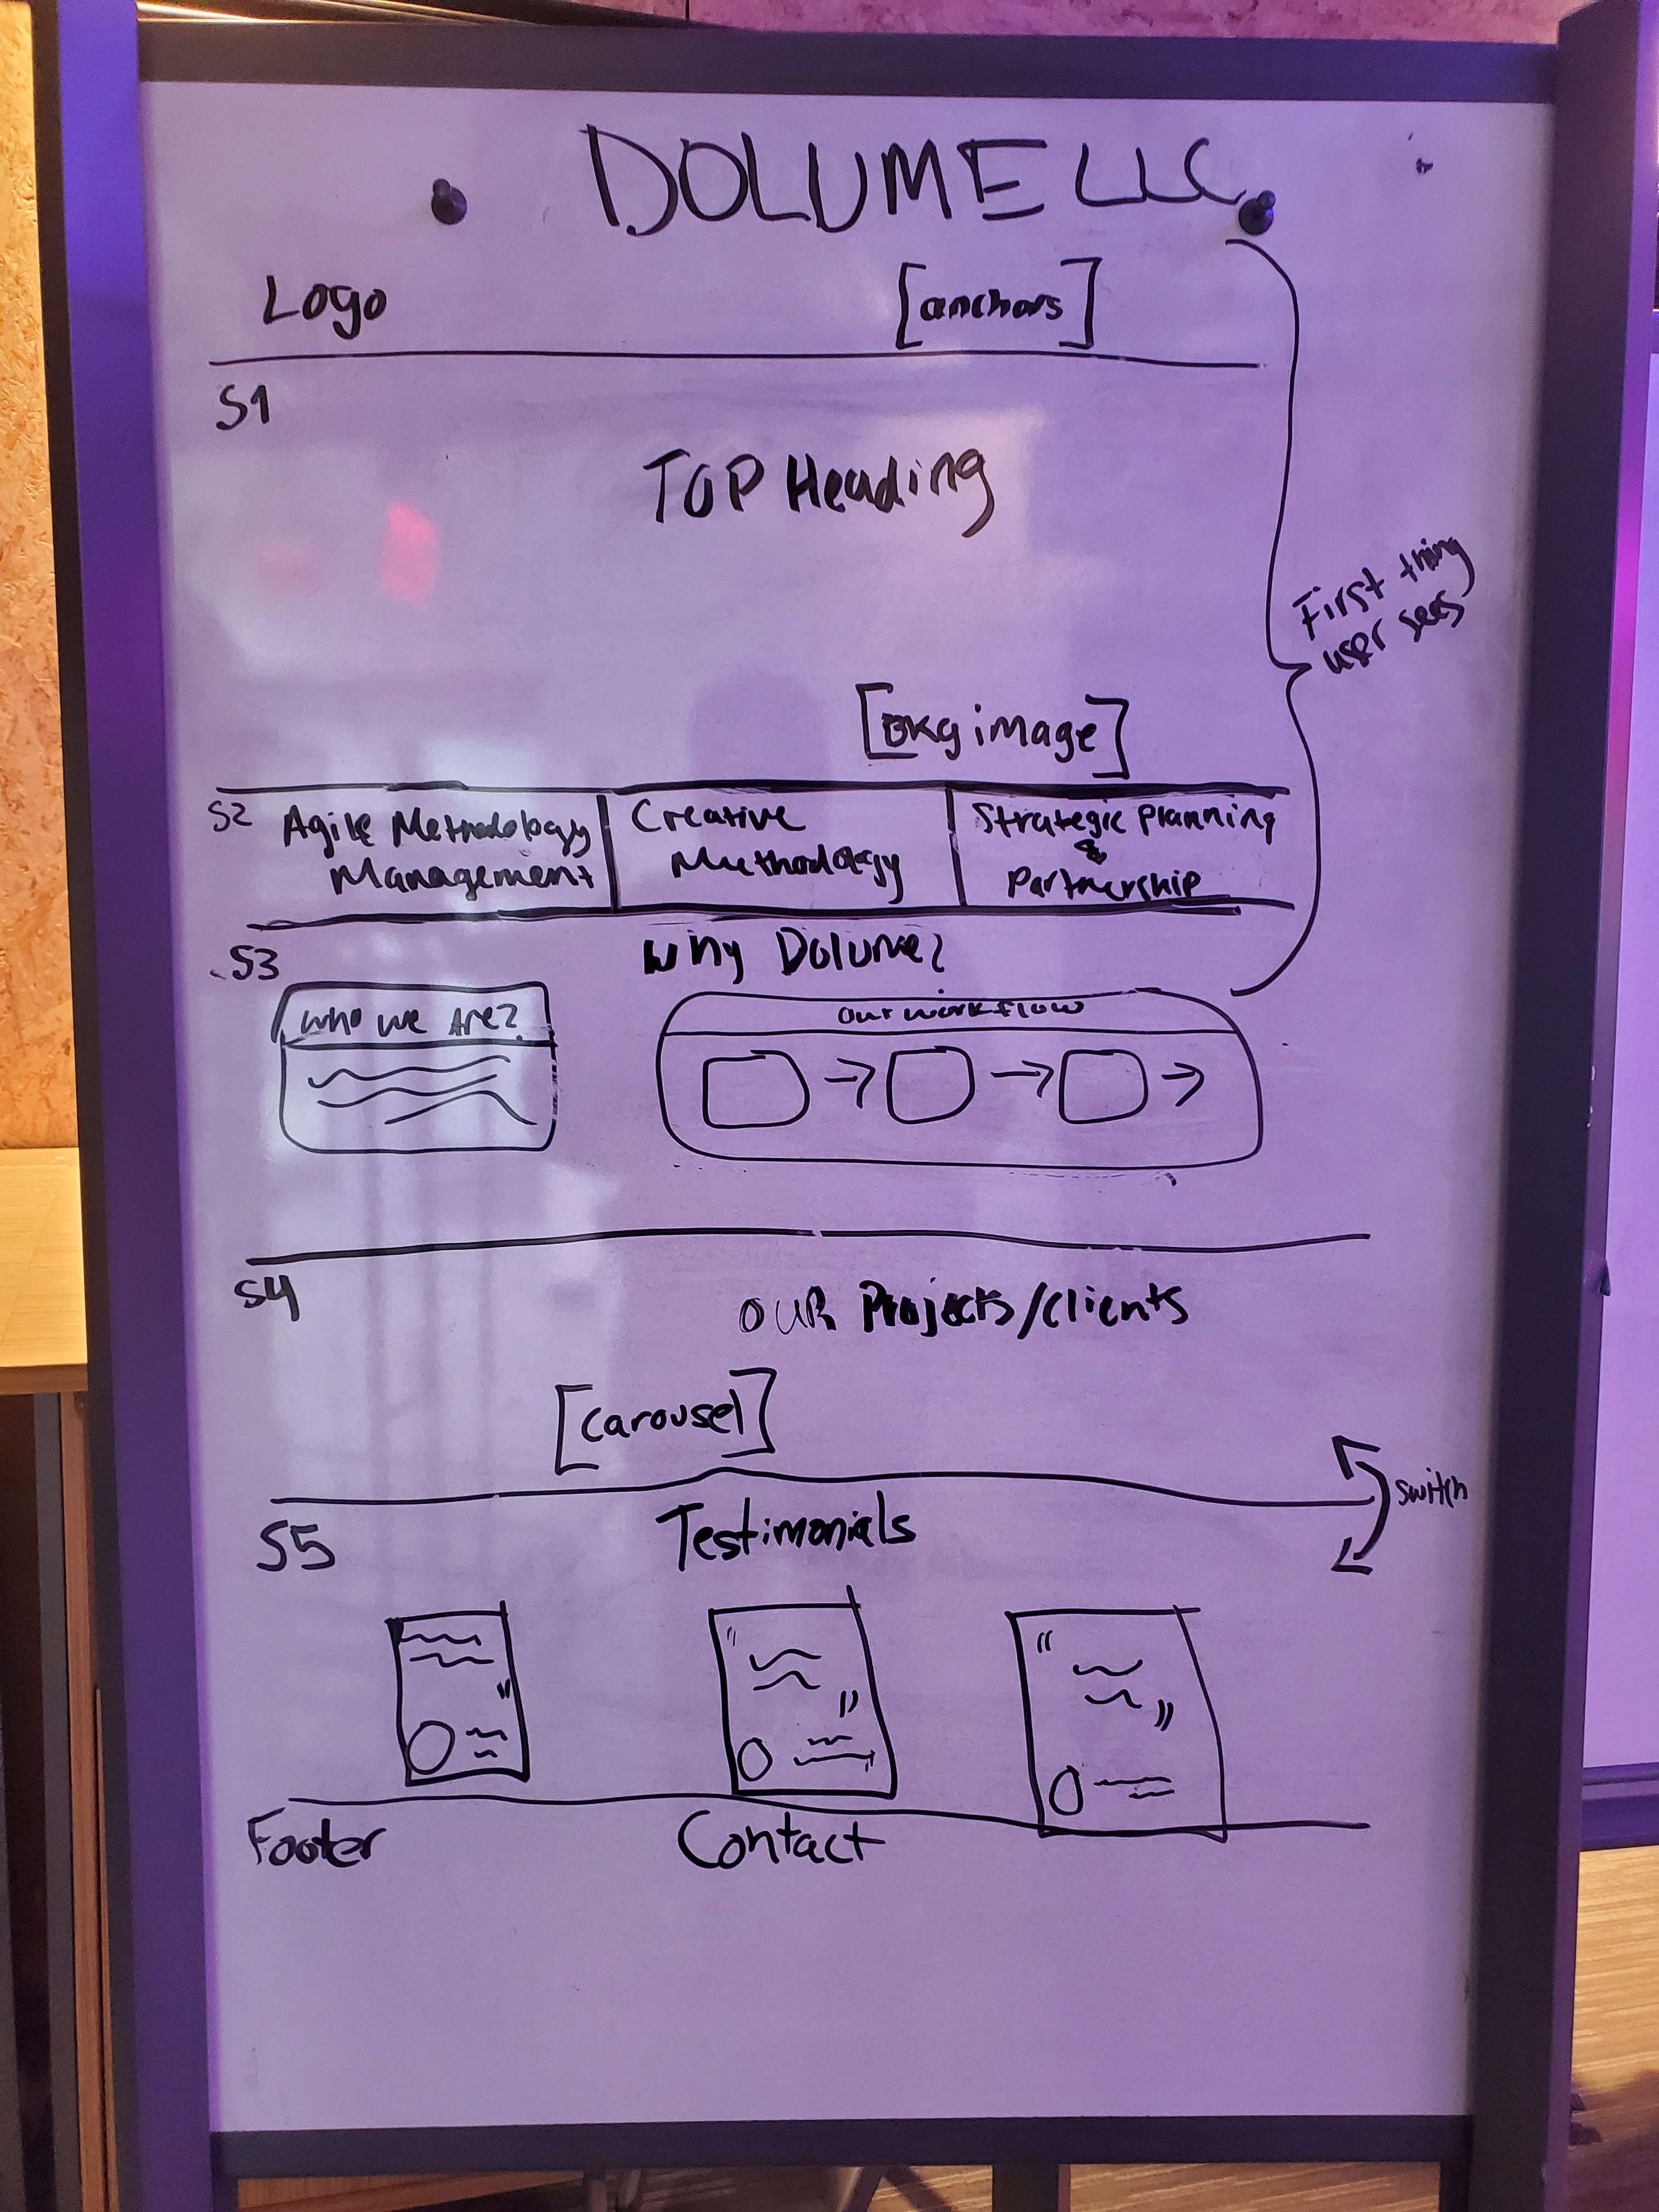 DOLUME LLC
Logo
[anchors]
S1
TOP Heading
First thing
user sees
[BKg image]
S2
Agile Methodology
Management
Creative
Methodology
Strategic Planning
&
Partnership
S3
Why Dolume?
Who we Are?
Our workflow
S4
OUR Projects/clients
[carousel]
switch
S5
Testimonials
Footer
Contact